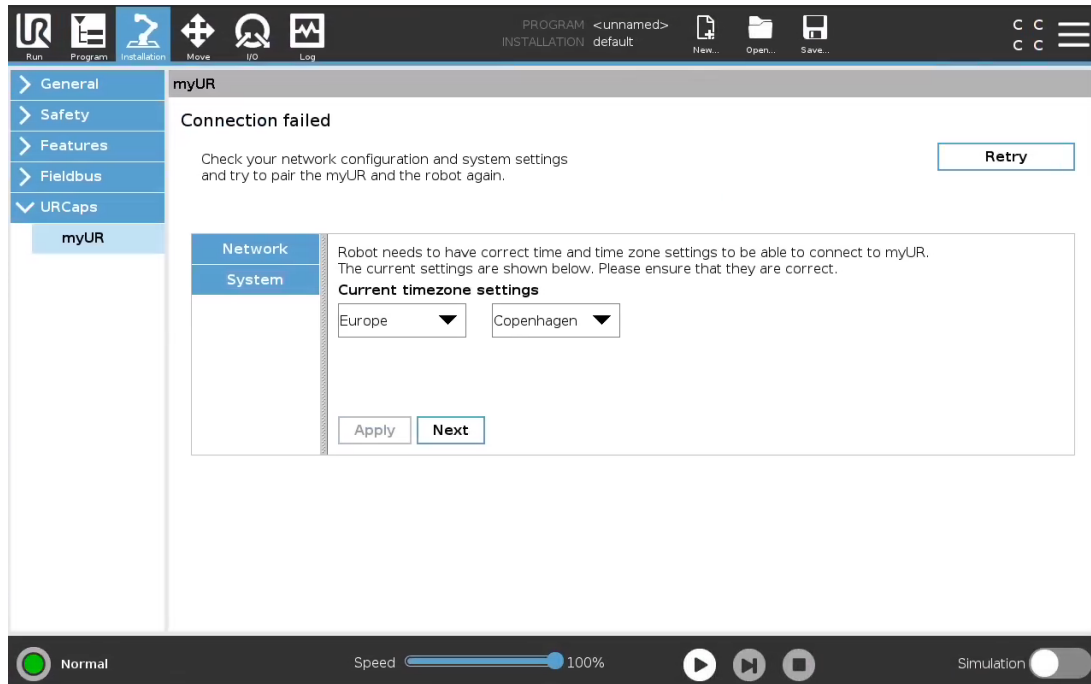 UR
Run
Program
Installation
Move
I/O
Log
PROGRAM <unnamed>
INSTALLATION default
New...
Open...
Save...
C C
C C
General
Safety
Features
Fieldbus
URCaps
myUR
myUR
Connection failed
Check your network configuration and system settings
and try to pair the myUR and the robot again.
Retry
Network
System
Robot needs to have correct time and time zone settings to be able to connect to myUR.
The current settings are shown below. Please ensure that they are correct.
Current timezone settings
Europe
Copenhagen
Apply
Next
Normal
Speed
100%
Simulation